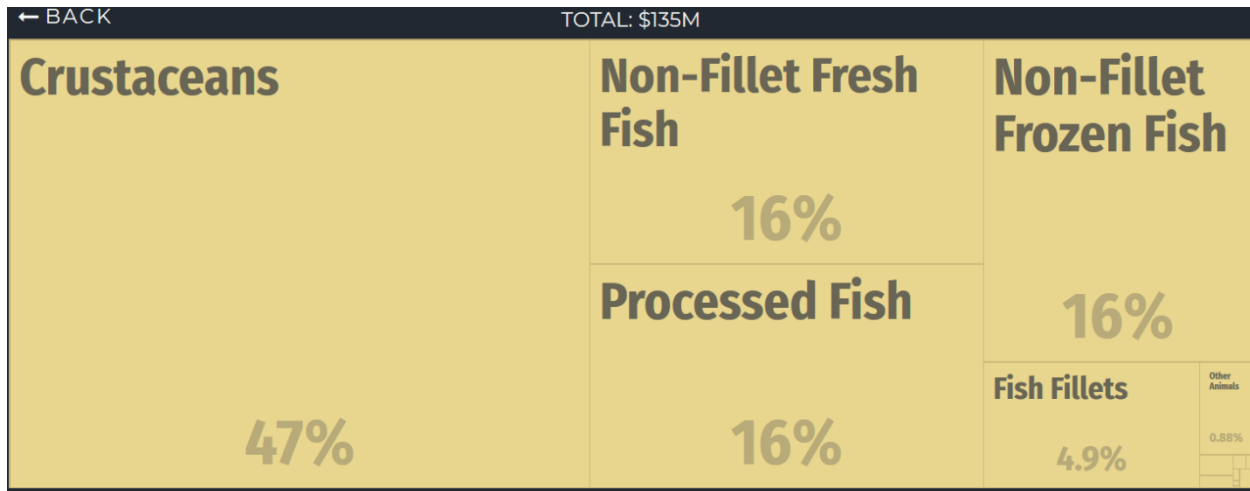 ← BACK
TOTAL: $135M
Crustaceans
47%
Non-Fillet Fresh
Fish
16%
Processed Fish
16%
Non-Fillet
Frozen Fish
16%
Fish Fillets
4.9%
Other
Animals
0.88%